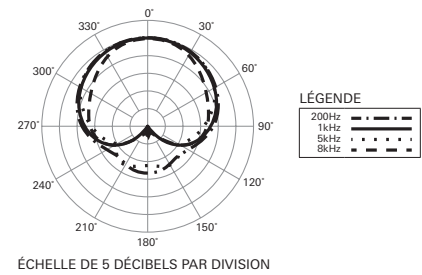 0°
330°
30°
300°
60°
270°
90°
240°
120°
210°
150°
180°
LÉGENDE
200Hz
1kHz
5kHz
8kHz
ÉCHELLE DE 5 DÉCIBELS PAR DIVISION